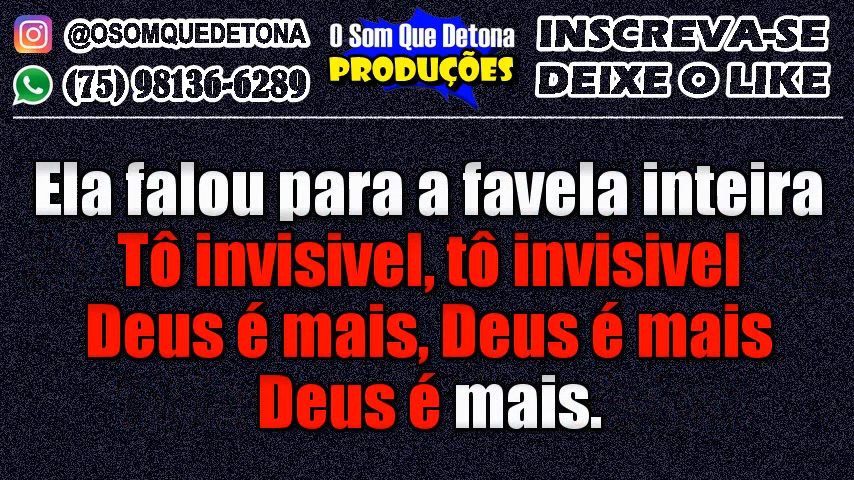 @OSOMQUEDETONA
(75) 98136-6289
O Som Que Detona
PRODUÇÕES
INSCREVA-SE
DEIXE O LIKE
Ela falou para a favela inteira
Tô invisivel, tô invisivel
Deus é mais, Deus é mais
Deus é mais.